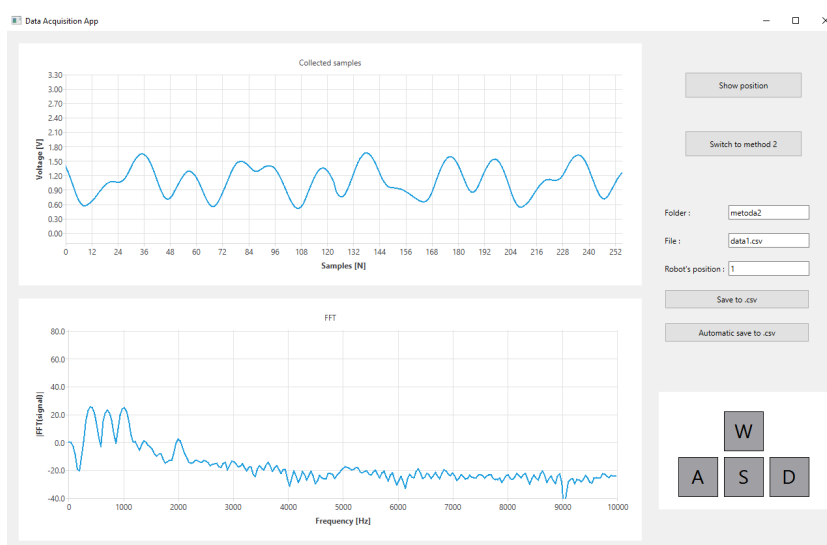 Data Acquisition App
Collected samples
3.30
3.00
2.70
2.40
2.10
1.80
1.50
1.20
0.90
0.60
0.30
0.00
Voltage [V]
0 12 24 36 48 60 72 84 96 108 120 132 144 156 168 180 192 204 216 228 240 252
Samples [N]
FFT
80.0
60.0
40.0
20.0
0.0
-20.0
-40.0
|FFT(signal)|
0 1000 2000 3000 4000 5000 6000 7000 8000 9000 10000
Frequency [Hz]
Show position
Switch to method 2
Folder : metoda2
File : data1.csv
Robot's position : 1
Save to .csv
Automatic save to .csv
W
A S D